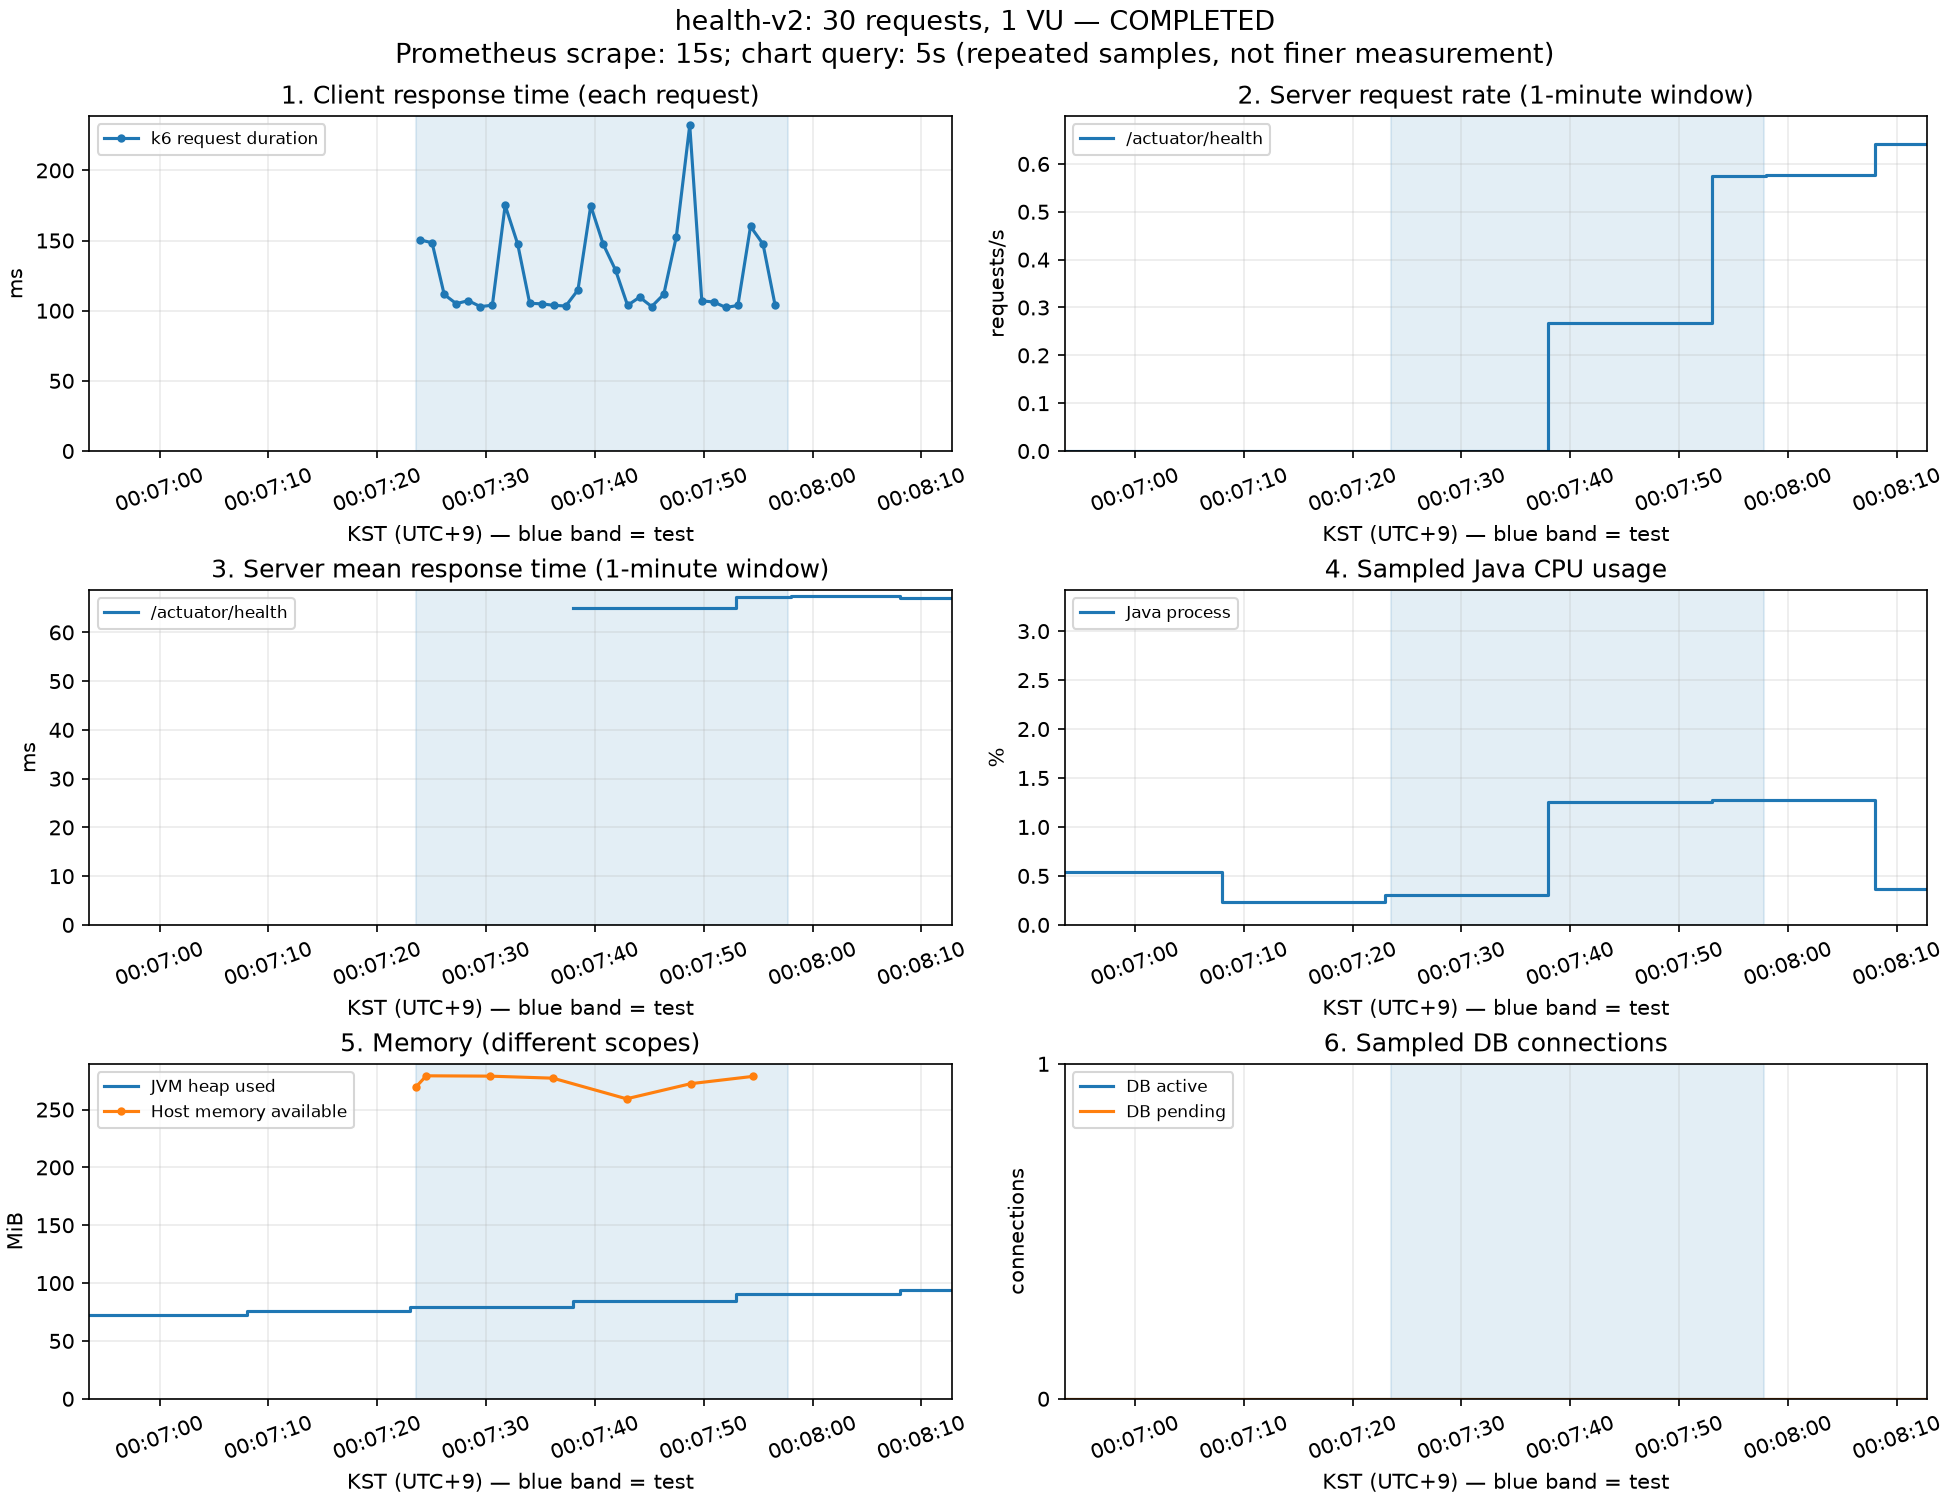 health-v2: 30 requests, 1 VU — COMPLETED
Prometheus scrape: 15s; chart query: 5s (repeated samples, not finer measurement)
1. Client response time (each request)
k6 request duration
ms
200
150
100
50
0
00:07:00 00:07:10 00:07:20 00:07:30 00:07:40 00:07:50 00:08:00 00:08:10
KST (UTC+9) — blue band = test
2. Server request rate (1-minute window)
/actuator/health
requests/s
0.6
0.5
0.4
0.3
0.2
0.1
0.0
00:07:00 00:07:10 00:07:20 00:07:30 00:07:40 00:07:50 00:08:00 00:08:10
KST (UTC+9) — blue band = test
3. Server mean response time (1-minute window)
/actuator/health
ms
60
50
40
30
20
10
0
00:07:00 00:07:10 00:07:20 00:07:30 00:07:40 00:07:50 00:08:00 00:08:10
KST (UTC+9) — blue band = test
4. Sampled Java CPU usage
Java process
%
3.0
2.5
2.0
1.5
1.0
0.5
0.0
00:07:00 00:07:10 00:07:20 00:07:30 00:07:40 00:07:50 00:08:00 00:08:10
KST (UTC+9) — blue band = test
5. Memory (different scopes)
JVM heap used
Host memory available
MiB
250
200
150
100
50
0
00:07:00 00:07:10 00:07:20 00:07:30 00:07:40 00:07:50 00:08:00 00:08:10
KST (UTC+9) — blue band = test
6. Sampled DB connections
DB active
DB pending
connections
1
0
00:07:00 00:07:10 00:07:20 00:07:30 00:07:40 00:07:50 00:08:00 00:08:10
KST (UTC+9) — blue band = test